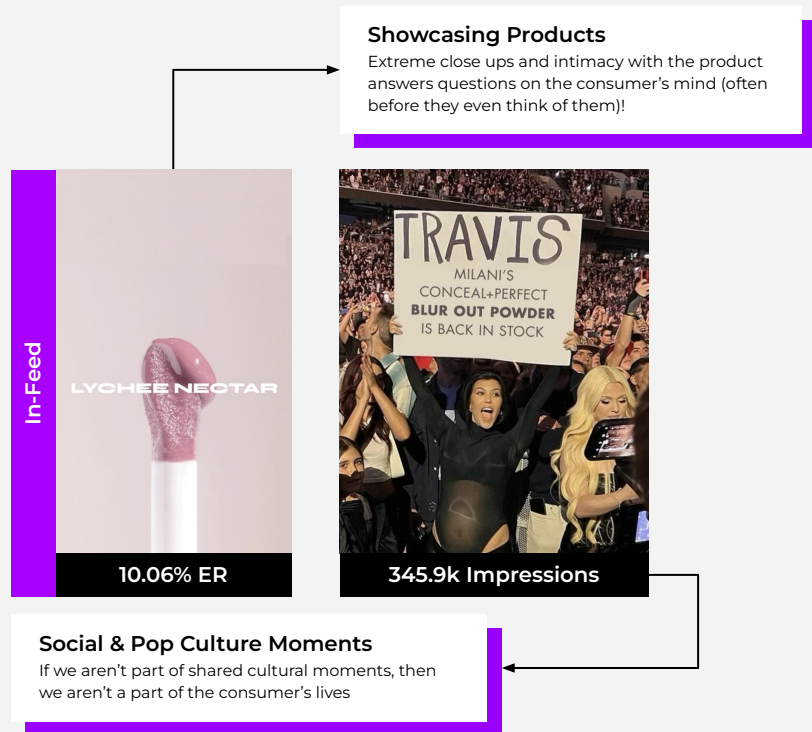 Showcasing Products
Extreme close ups and intimacy with the product
answers questions on the consumer’s mind (often
before they even think of them)!
In-Feed
LYCHEE NECTAR
10.06% ER
TRAVIS
MILANI'S
CONCEAL+PERFECT
BLUR OUT POWDER
IS BACK IN STOCK
345.9k Impressions
Social & Pop Culture Moments
If we aren’t part of shared cultural moments, then
we aren’t a part of the consumer’s lives